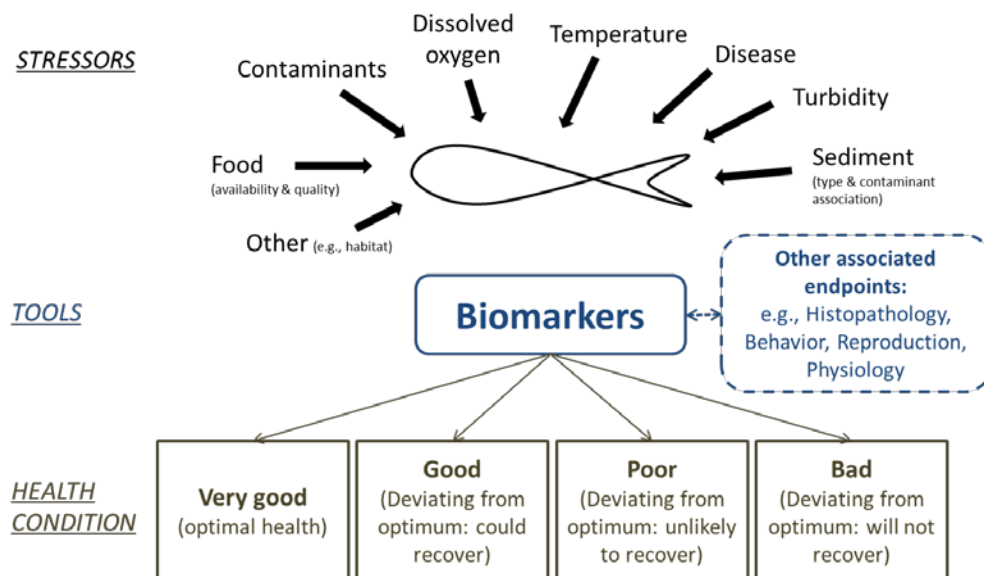 STRESSORS
Contaminants
Dissolved
oxygen
Temperature
Disease
Turbidity
Food
(availability & quality)
Sediment
(type & contaminant
association)
Other (e.g., habitat)
TOOLS
Biomarkers
Other associated
endpoints:
e.g., Histopathology,
Behavior, Reproduction,
Physiology
HEALTH
CONDITION
Very good
(optimal health)
Good
(Deviating from
optimum: could
recover)
Poor
(Deviating from
optimum: unlikely
to recover)
Bad
(Deviating from
optimum: will not
recover)